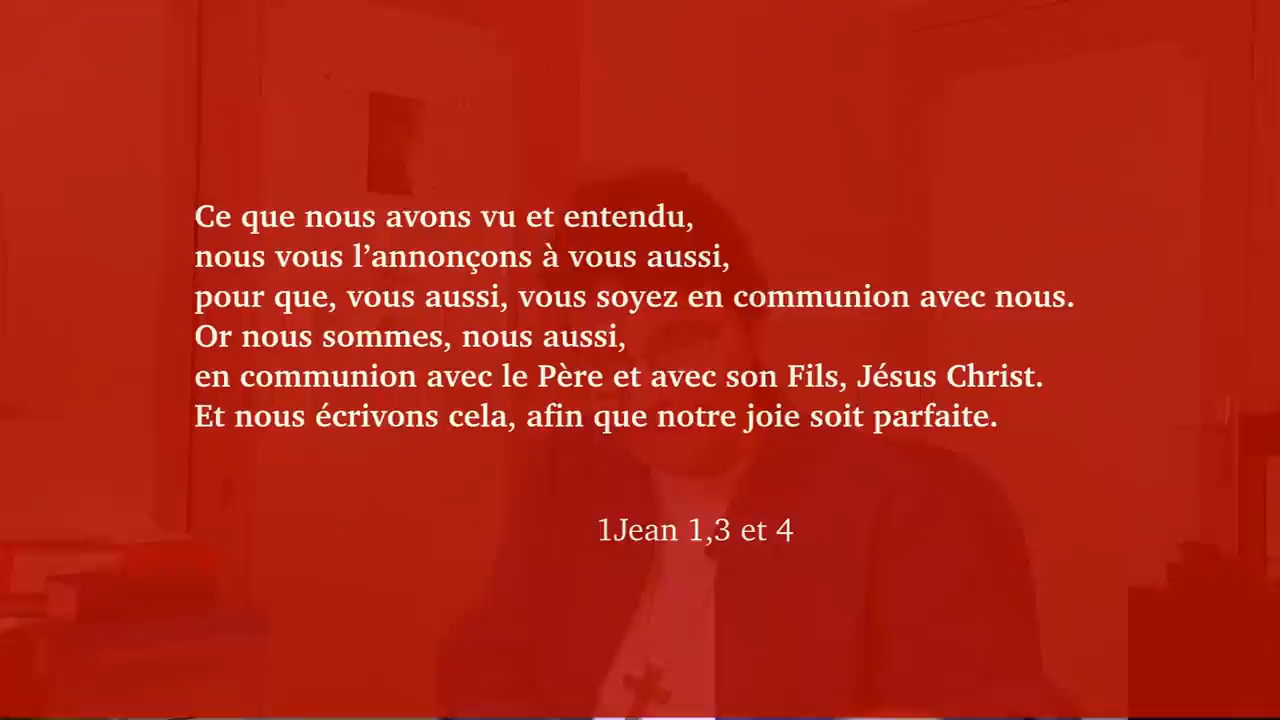 Ce que nous avons vu et entendu,
nous vous l’annonçons à vous aussi,
pour que, vous aussi, vous soyez en communion avec nous.
Or nous sommes, nous aussi,
en communion avec le Père et avec son Fils, Jésus Christ.
Et nous écrivons cela, afin que notre joie soit parfaite.
1Jean 1,3 et 4